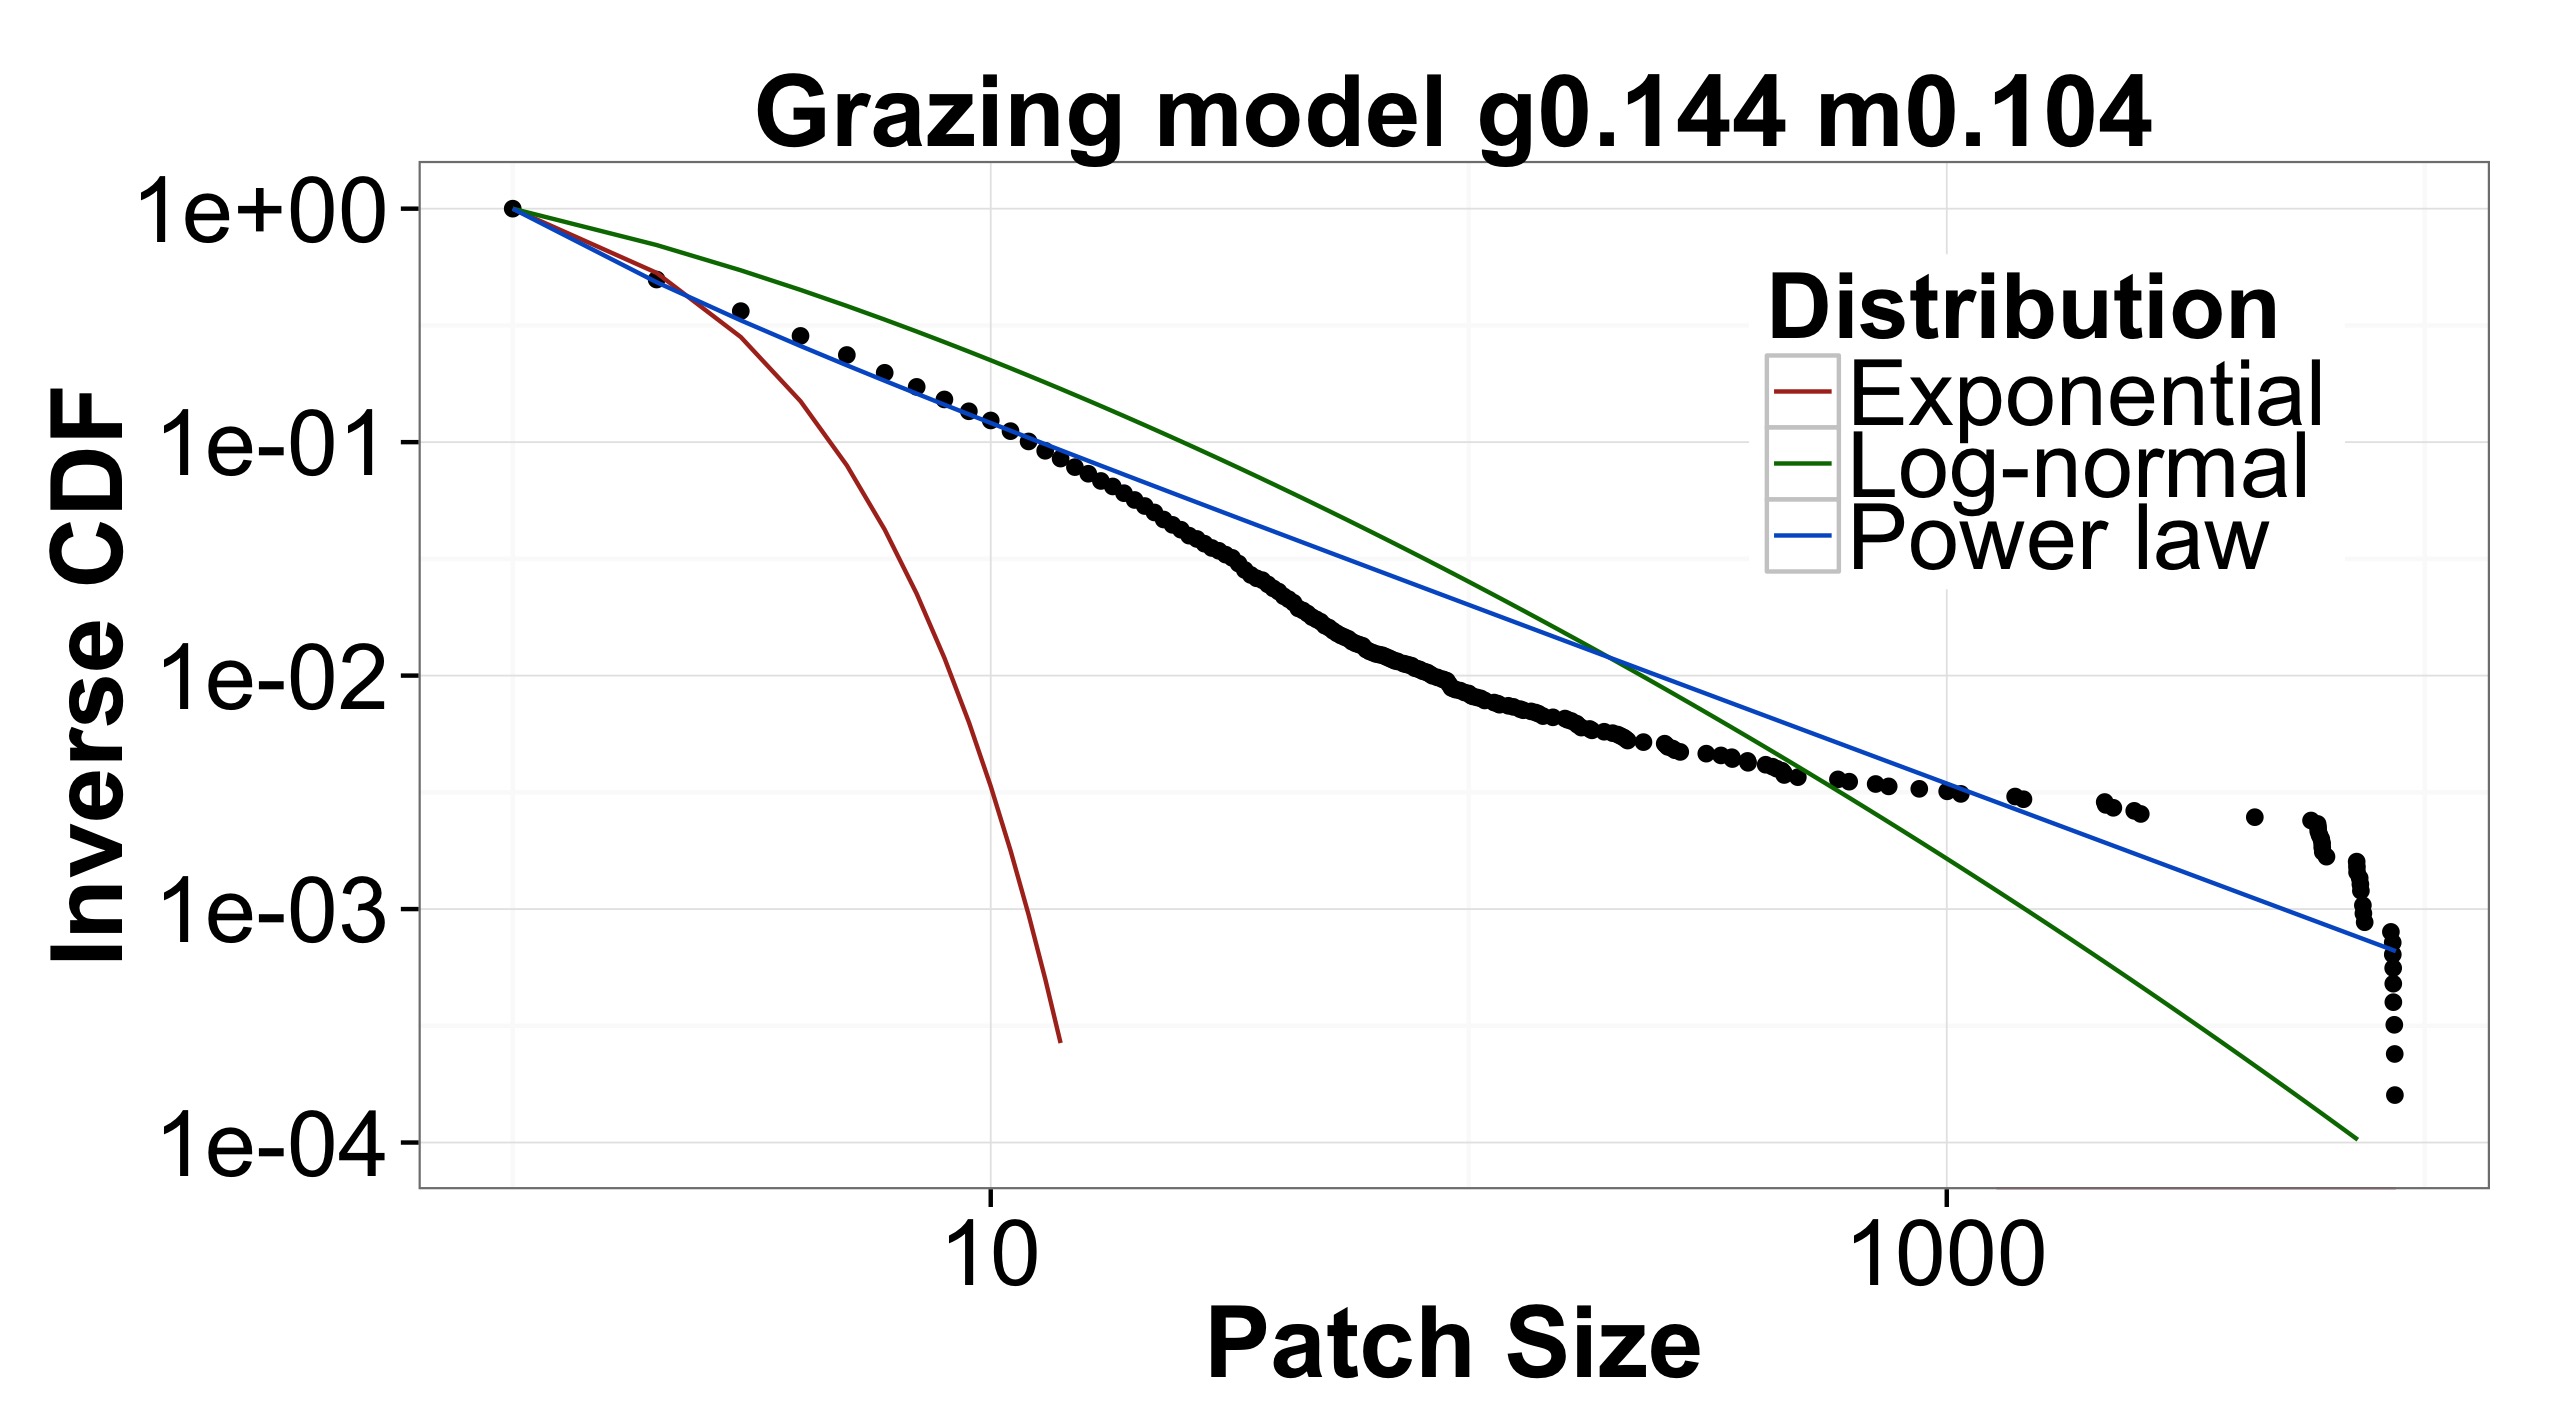 Grazing model g0.144 m0.104
1e+00
1e-01
1e-02
1e-03
1e-04
Inverse CDF
Distribution
Exponential
Log-normal
Power law
10
1000
Patch Size